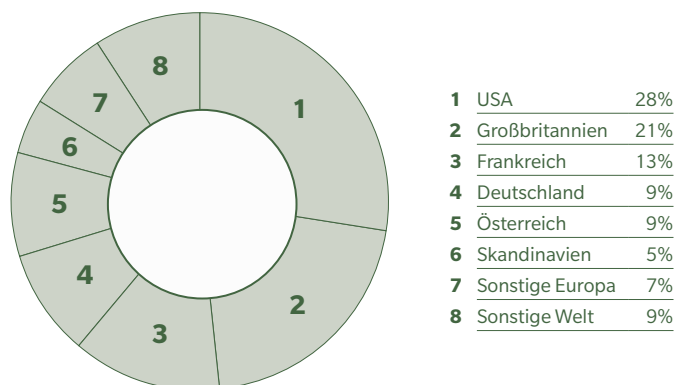 8
1
7
6
5
4
2
3
1 USA 28%
2 Großbritannien 21%
3 Frankreich 13%
4 Deutschland 9%
5 Österreich 9%
6 Skandinavien 5%
7 Sonstige Europa 7%
8 Sonstige Welt 9%